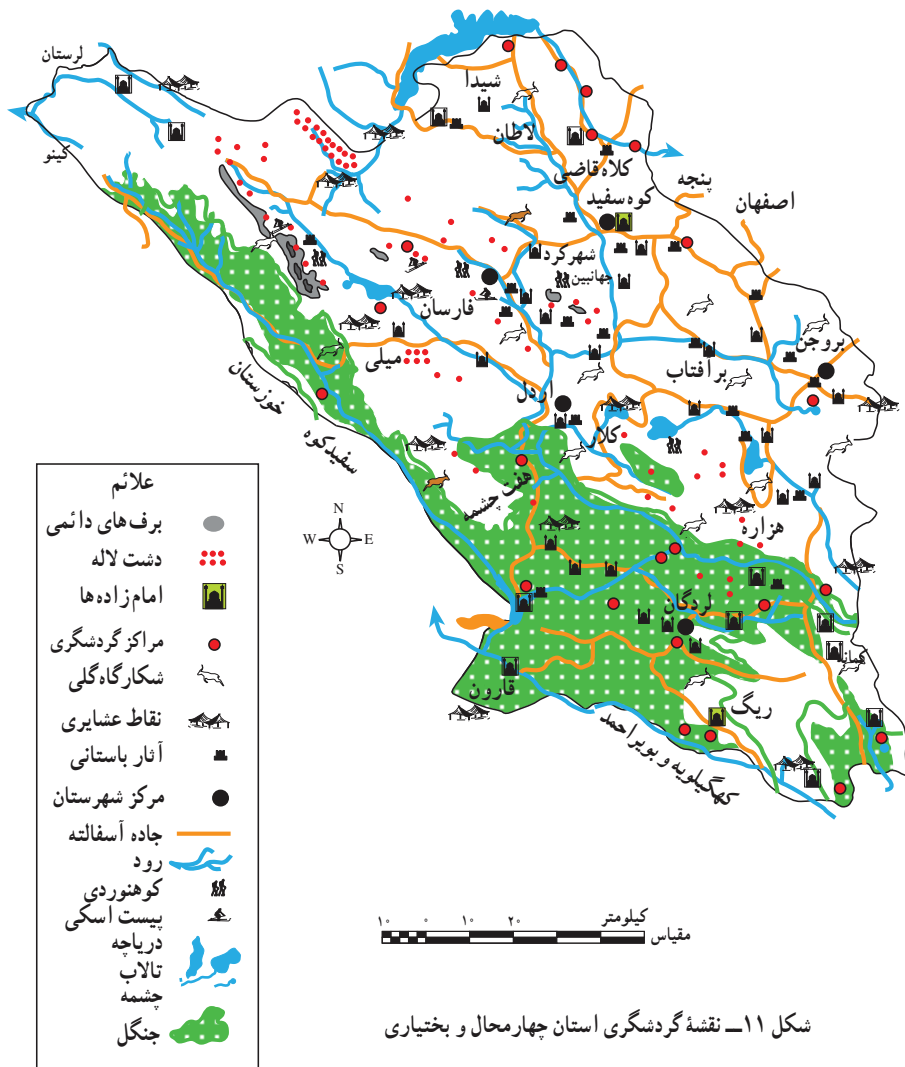 لرستان
کینو
شیدا
لاطان
کلاه قاضی
کوه سفید
پنجه
اصفهان
شهرکرد
جهانبین
فارسان
میلی
بروجن
برآفتاب
اردل
کلار
خوزستان
سفیدکوه
هفت چشمه
هزاره
لردگان
قارون
ریگ
کهگیلویه و بویراحمد
N
W
E
S
علائم
برف‌های دائمی
دشت لاله
امام‌زاده‌ها
مراکز گردشگری
شکارگاه گلی
نقاط عشایری
آثار باستانی
مرکز شهرستان
جاده آسفالته
رود
کوهنوردی
پیست اسکی
دریاچه
تالاب
چشمه
جنگل
۱۰ ۰ ۱۰ ۲۰ کیلومتر
مقیاس
شکل ۱۱ــ نقشهٔ گردشگری استان چهارمحال و بختیاری